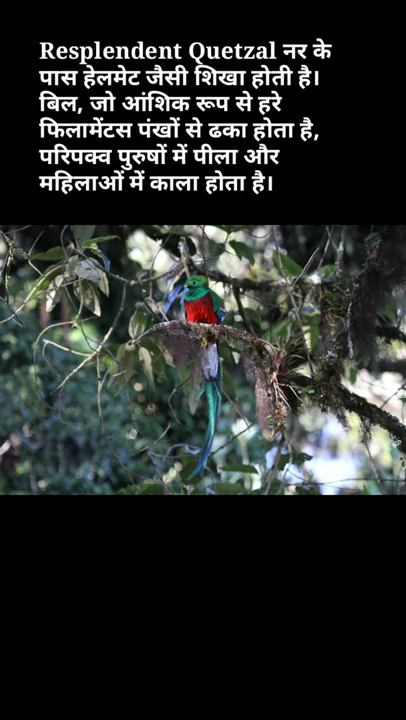 Resplendent Quetzal नर के
पास हेलमेट जैसी शिखा होती है।
बिल, जो आंशिक रूप से हरे
फिलामेंटस पंखों से ढका होता है,
परिपक्व पुरुषों में पीला और
महिलाओं में काला होता है।